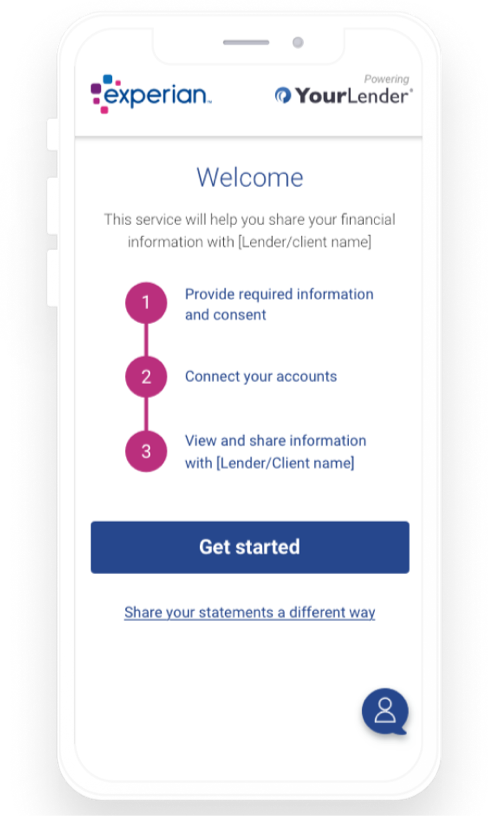 experian™
Powering
YourLender
Welcome
This service will help you share your financial
information with [Lender/client name]
1
Provide required information
and consent
2
Connect your accounts
3
View and share information
with [Lender/Client name]
Get started
Share your statements a different way